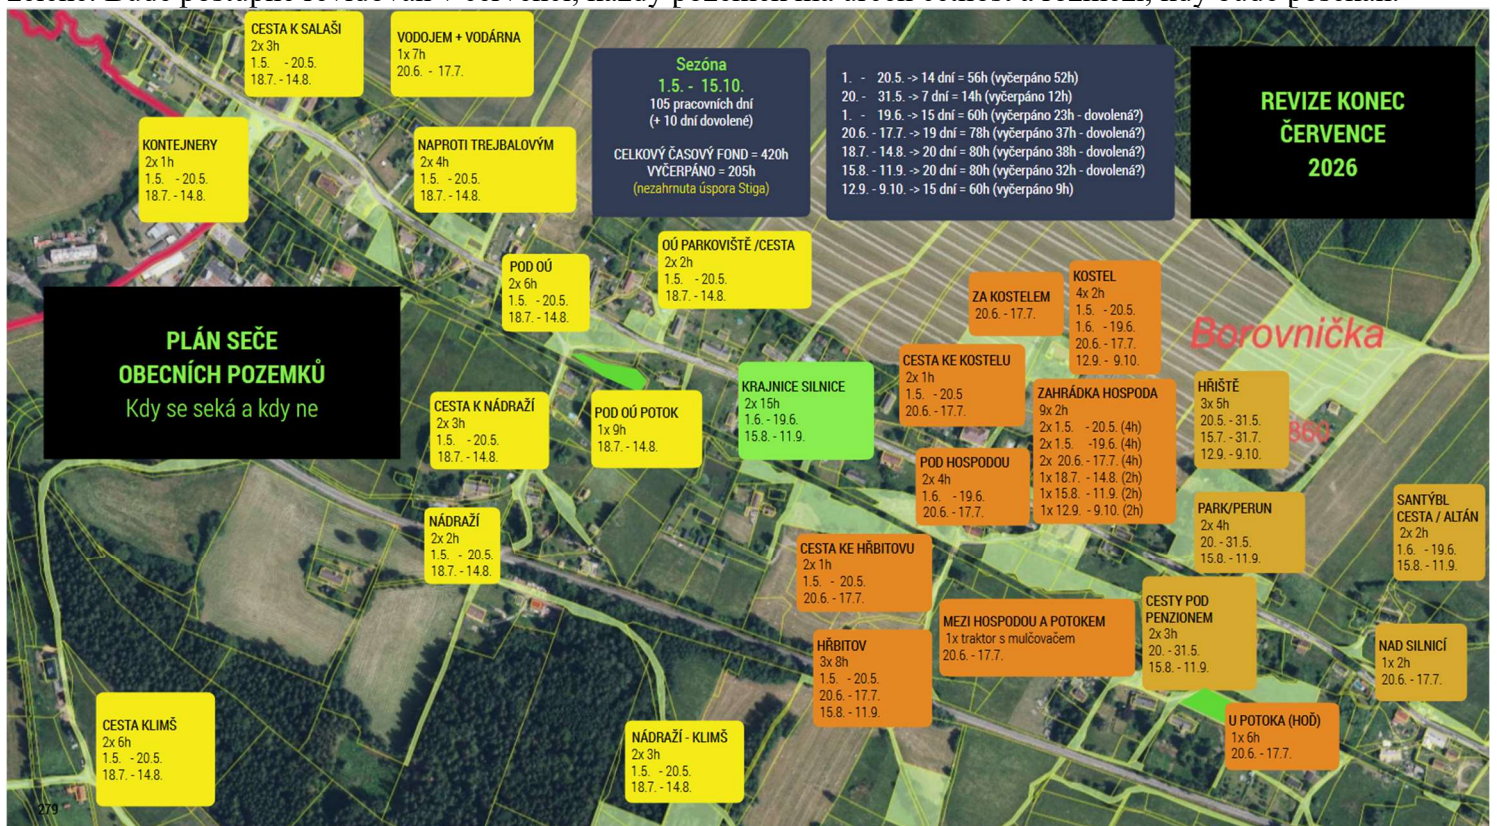 zeleně. Bude postupně revidován v červenci, každý pozemek má určen četnost a rozmezí, kdy bude posekán.
CESTA K SALAŠI
2x 3h
1.5. - 20.5.
18.7. - 14.8.
VODOJEM + VODÁRNA
1x 7h
20.6. - 17.7.
Sezóna
1.5. - 15.10.
105 pracovních dní
(+ 10 dní dovolené)
CELKOVÝ ČASOVÝ FOND = 420h
VYČERPÁNO = 205h
(nezahrnuta úspora Stiga)
1. - 20.5. -> 14 dní = 56h (vyčerpáno 52h)
20. - 31.5. -> 7 dní = 14h (vyčerpáno 12h)
1. - 19.6. -> 15 dní = 60h (vyčerpáno 23h - dovolená?)
20.6. - 17.7. -> 19 dní = 78h (vyčerpáno 37h - dovolená?)
18.7. - 14.8. -> 20 dní = 80h (vyčerpáno 38h - dovolená?)
15.8. - 11.9. -> 20 dní = 80h (vyčerpáno 32h - dovolená?)
12.9. - 9.10. -> 15 dní = 60h (vyčerpáno 9h)
REVIZE KONEC
ČERVENCE
2026
KONTEJNERY
2x 1h
1.5. - 20.5.
18.7. - 14.8.
NAPROTI TREJBALOVÝM
2x 4h
1.5. - 20.5.
18.7. - 14.8.
POD OÚ
2x 6h
1.5. - 20.5.
18.7. - 14.8.
OÚ PARKOVIŠTĚ /CESTA
2x 2h
1.5. - 20.5.
18.7. - 14.8.
ZA KOSTELEM
20.6. - 17.7.
KOSTEL
4x 2h
1.5. - 20.5.
1.6. - 19.6.
20.6. - 17.7.
12.9. - 9.10.
Borovnička
860
PLÁN SEČE
OBECNÍCH POZEMKŮ
Kdy se seká a kdy ne
CESTA K NÁDRAŽÍ
2x 3h
1.5. - 20.5.
18.7. - 14.8.
POD OÚ POTOK
1x 9h
18.7. - 14.8.
KRAJNICE SILNICE
2x 15h
1.6. - 19.6.
15.8. - 11.9.
CESTA KE KOSTELU
2x 1h
1.5. - 20.5
20.6. - 17.7.
ZAHRÁDKA HOSPODA
9x 2h
2x 1.5. - 20.5. (4h)
2x 1.5. -19.6. (4h)
2x 20.6. - 17.7. (4h)
1x 18.7. - 14.8. (2h)
1x 15.8. - 11.9. (2h)
1x 12.9. - 9.10. (2h)
HŘIŠTĚ
3x 5h
20.5. - 31.5.
15.7. - 31.7.
12.9. - 9.10.
POD HOSPODOU
2x 4h
1.6. - 19.6.
20.6. - 17.7.
NÁDRAŽÍ
2x 2h
1.5. - 20.5.
18.7. - 14.8.
CESTA KE HŘBITOVU
2x 1h
1.5. - 20.5.
20.6. - 17.7.
PARK/PERUN
2x 4h
20. - 31.5.
15.8. - 11.9.
SANTÝBL
CESTA / ALTÁN
2x 2h
1.6. - 19.6.
15.8. - 11.9.
MEZI HOSPODOU A POTOKEM
1x traktor s mulčovačem
20.6. - 17.7.
CESTY POD
PENZIONEM
2x 3h
20. - 31.5.
15.8. - 11.9.
HŘBITOV
3x 8h
1.5. - 20.5.
20.6. - 17.7.
15.8. - 11.9.
NAD SILNICÍ
1x 2h
20.6. - 17.7.
CESTA KLIMŠ
2x 6h
1.5. - 20.5.
18.7. - 14.8.
NÁDRAŽÍ - KLIMŠ
2x 3h
1.5. - 20.5.
18.7. - 14.8.
U POTOKA (HOĎ)
1x 6h
20.6. - 17.7.
279